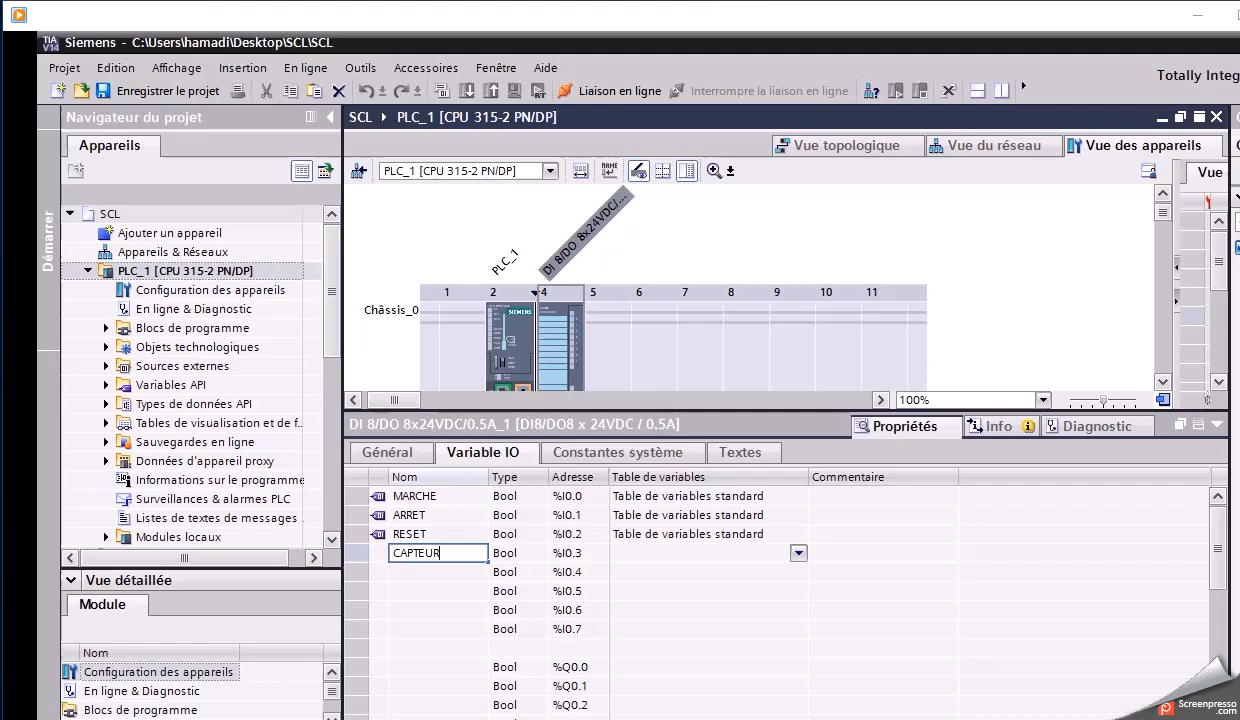 TIA V14 Siemens - C:\Users\hamadi\Desktop\SCL\SCL
Projet Edition Affichage Insertion En ligne Outils Accessoires Fenêtre Aide
Totally Integ
Enregistrer le projet Liaison en ligne Interrompre la liaison en ligne
Navigateur du projet
SCL PLC_1 [CPU 315-2 PN/DP]
Appareils
Vue topologique Vue du réseau Vue des appareils
PLC_1 [CPU 315-2 PN/DP]
Vue
Démarrer
SCL
Ajouter un appareil
Appareils & Réseaux
PLC_1 [CPU 315-2 PN/DP]
Configuration des appareils
En ligne & Diagnostic
Blocs de programme
Objets technologiques
Sources externes
Variables API
Types de données API
Tables de visualisation et de f..
Sauvegardes en ligne
Données d'appareil proxy
Informations sur le programme
Surveillances & alarmes PLC
Listes de textes de messages
Modules locaux
PLC_1
DI 8/DO 8x24VDC/...
1 2 4 5 6 7 8 9 10 11
Châssis_0
SIEMENS
100%
DI 8/DO 8x24VDC/0.5A_1 [DI8/DO8 x 24VDC / 0.5A]
Propriétés Info Diagnostic
Général Variable IO Constantes système Textes
Nom Type Adresse Table de variables Commentaire
MARCHE Bool %I0.0 Table de variables standard
ARRET Bool %I0.1 Table de variables standard
RESET Bool %I0.2 Table de variables standard
CAPTEUR Bool %I0.3
Bool %I0.4
Bool %I0.5
Bool %I0.6
Bool %I0.7
Bool %Q0.0
Bool %Q0.1
Bool %Q0.2
Vue détaillée
Module
Nom
Configuration des appareils
En ligne & Diagnostic
Blocs de programme
Screenpresso
.com